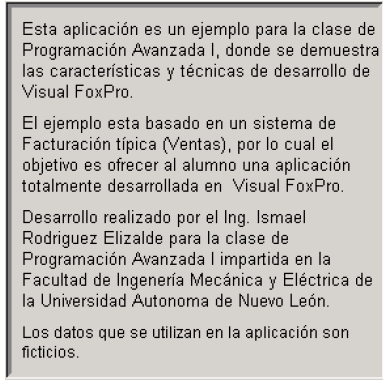 Esta aplicación es un ejemplo para la clase de
Programación Avanzada I, donde se demuestra
las características y técnicas de desarrollo de
Visual FoxPro.
El ejemplo esta basado en un sistema de
Facturación típica (Ventas), por lo cual el
objetivo es ofrecer al alumno una aplicación
totalmente desarrollada en  Visual FoxPro.
Desarrollo realizado por el Ing. Ismael
Rodriguez Elizalde para la clase de
Programación Avanzada I impartida en la
Facultad de Ingenería Mecánica y Eléctrica de
la Universidad Autonoma de Nuevo León.
Los datos que se utilizan en la aplicación son
ficticios.